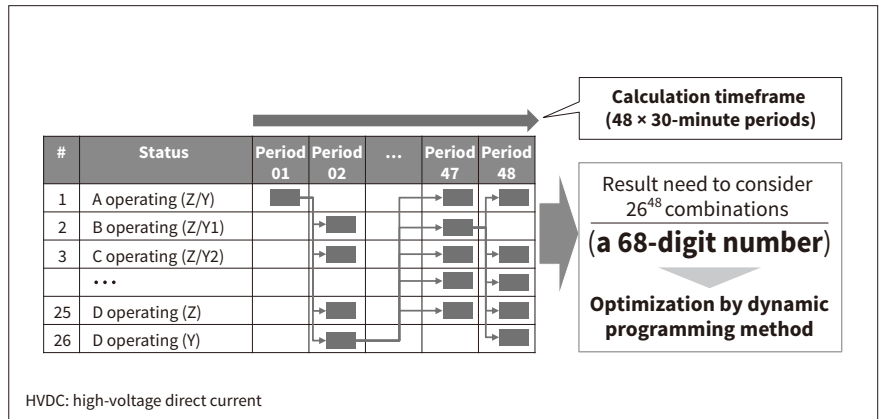 Calculation timeframe
(48 × 30-minute periods)
# Status Period 01 Period 02 ... Period 47 Period 48
1 A operating (Z/Y)
2 B operating (Z/Y1)
3 C operating (Z/Y2)
...
25 D operating (Z)
26 D operating (Y)
Result need to consider
26⁴⁸ combinations
(a 68-digit number)
Optimization by dynamic
programming method
HVDC: high-voltage direct current